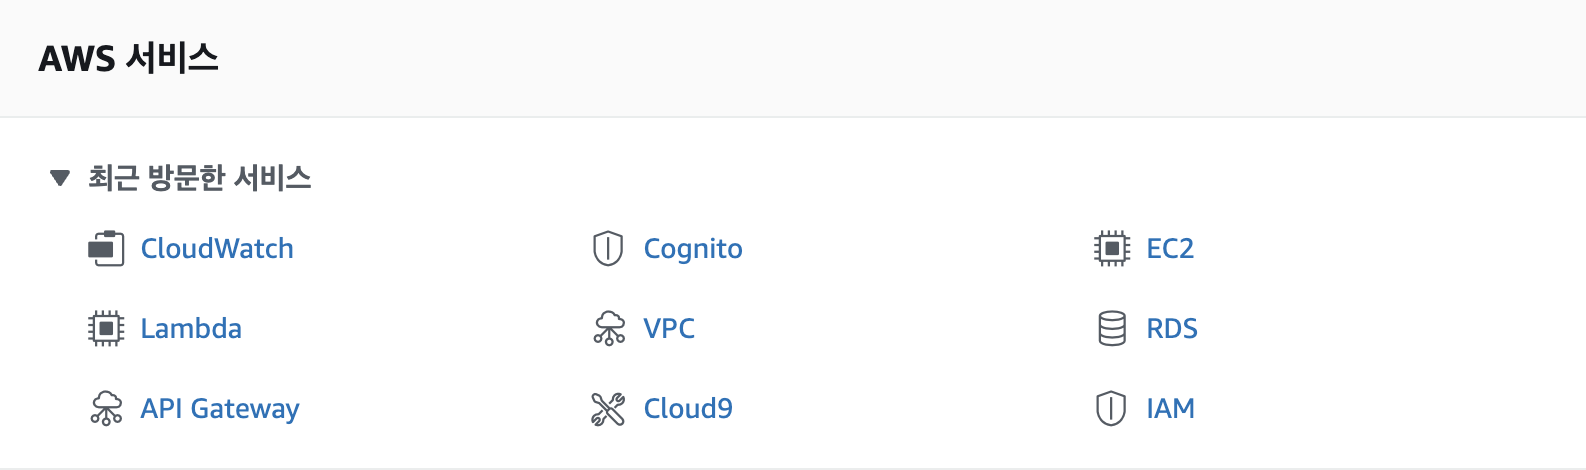 AWS 서비스
최근 방문한 서비스
CloudWatch Cognito EC2
Lambda VPC RDS
API Gateway Cloud9 IAM